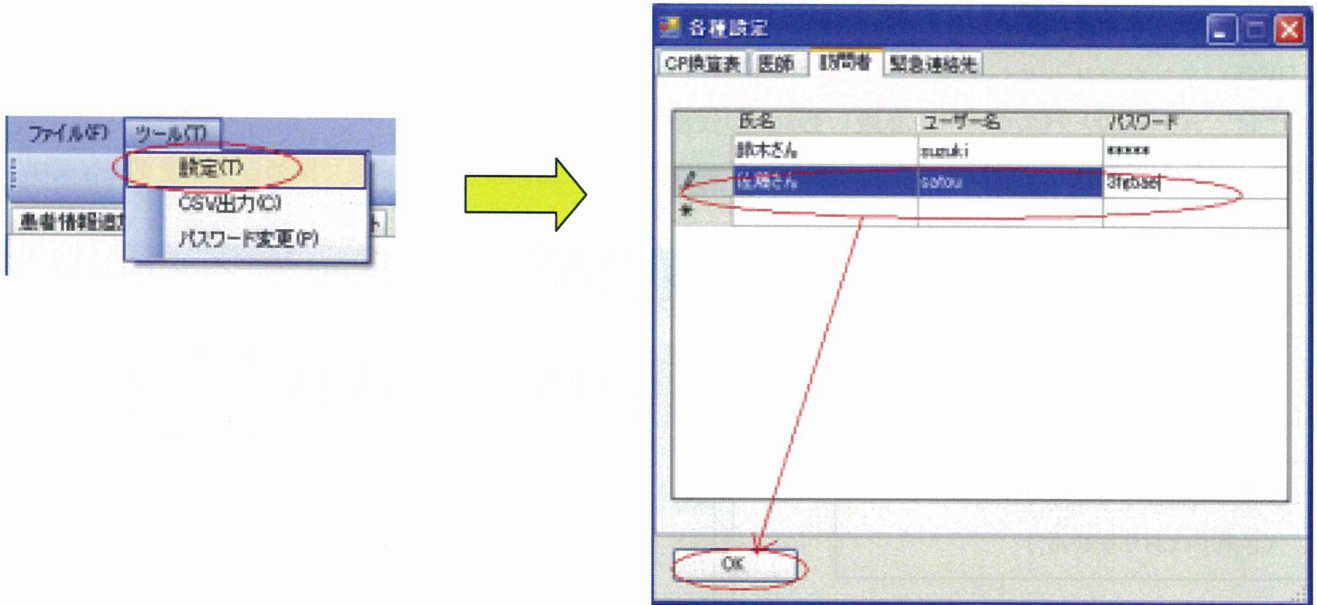 ファイル(F) ツール(T)
設定(T)
CSV出力(C)
パスワード変更(P)
患者情報追
各種設定
CP換算表 医師 訪問者 緊急連絡先
氏名 ユーザー名 パスワード
鈴木さん suzuki *****
佐藤さん satou
*
OK